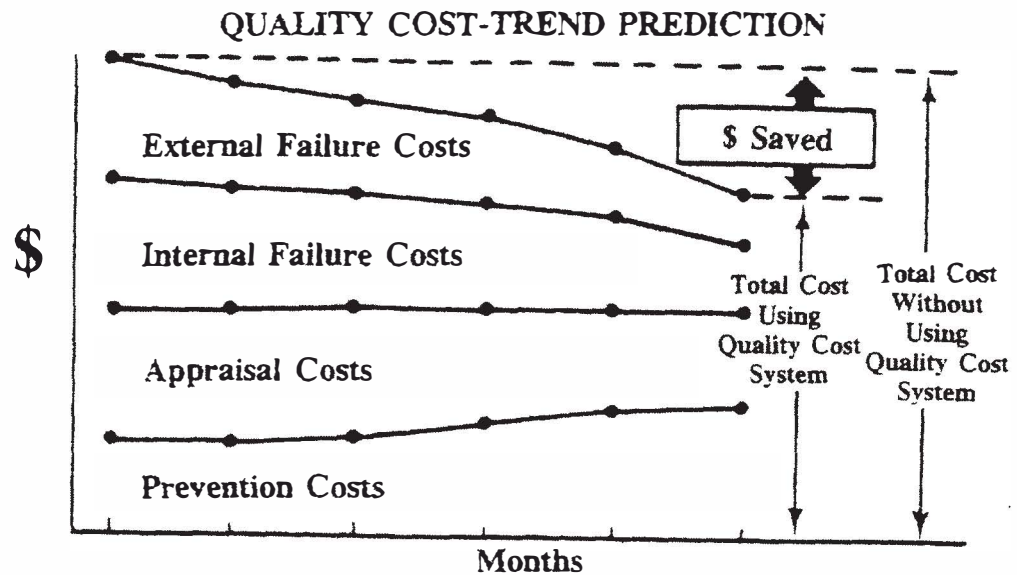 QUALITY COST-TREND PREDICTION
$ Saved
External Failure Costs
$
Internal Failure Costs
Total Cost
Using
Quality Cost
System
Total Cost
Without
Using
Quality Cost
System
Appraisal Costs
Prevention Costs
Months